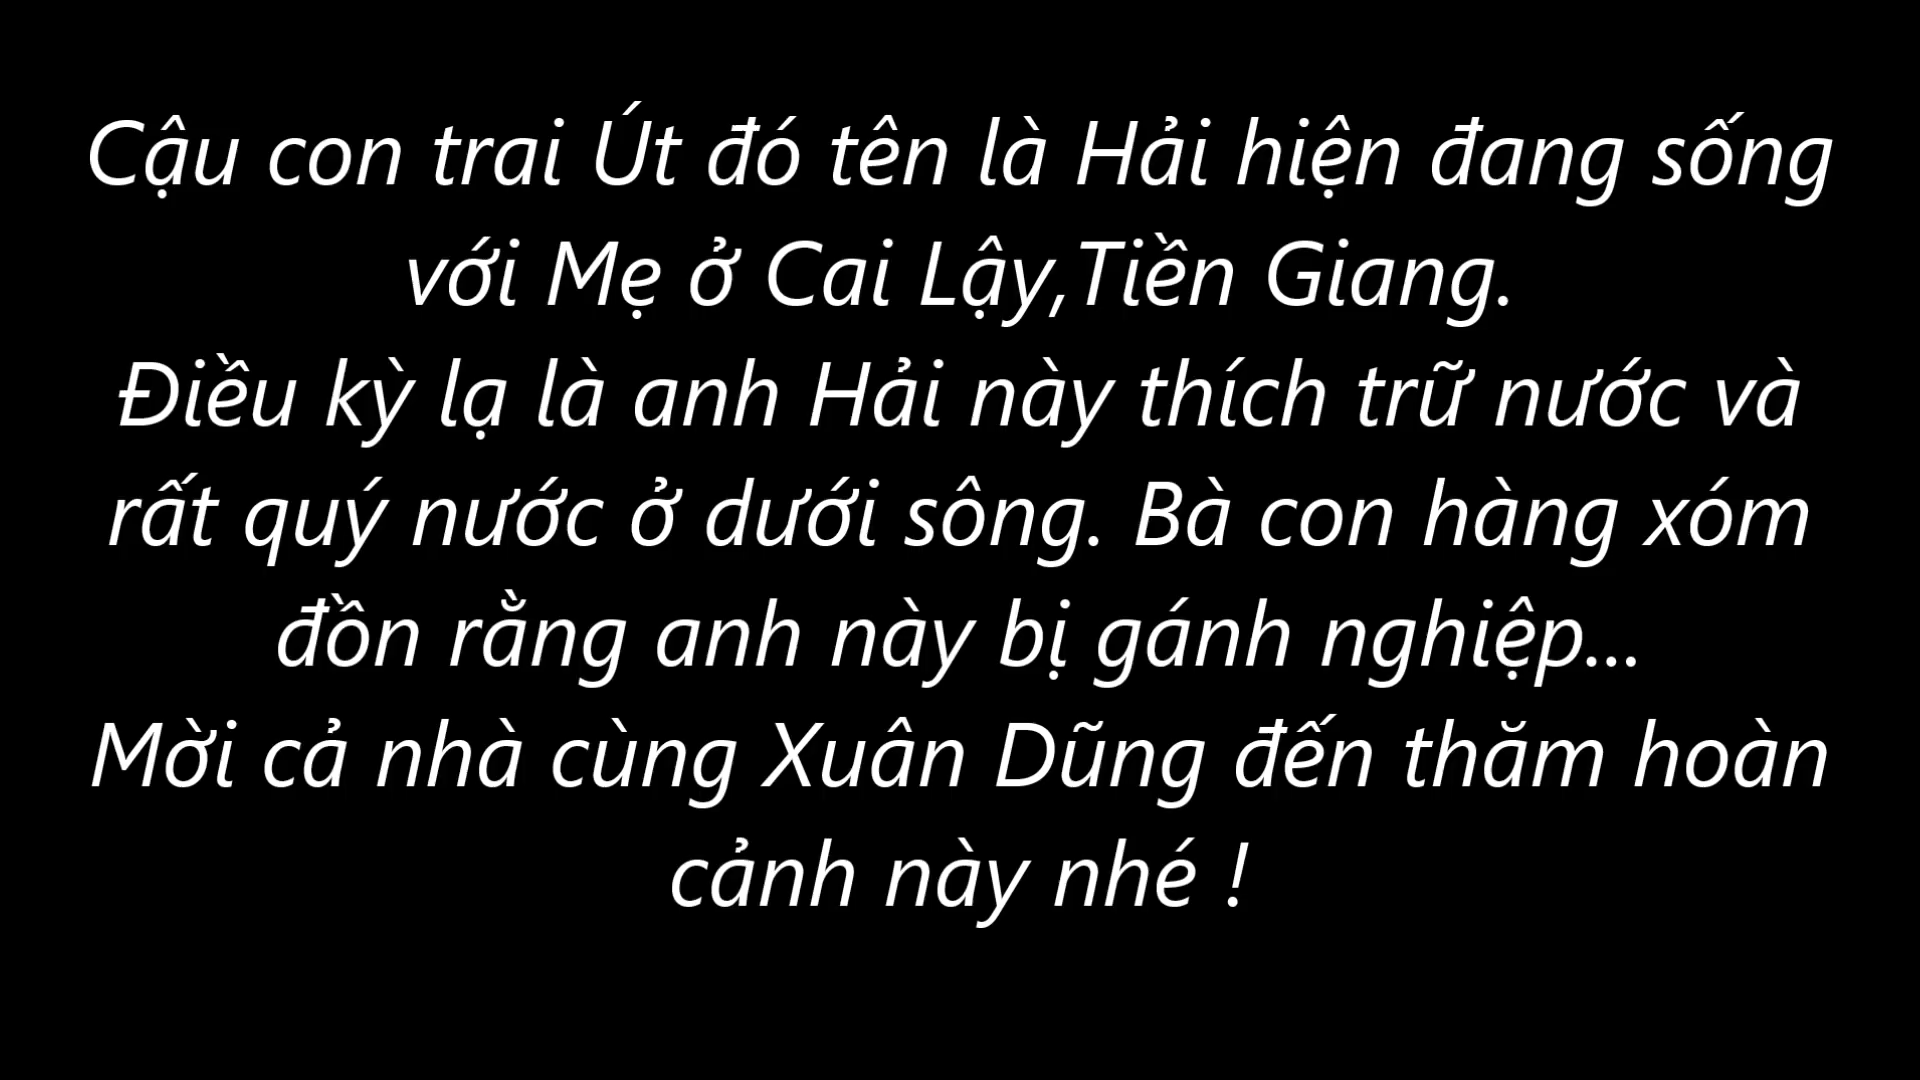 Cậu con trai Út đó tên là Hải hiện đang sống
với Mẹ ở Cai Lậy,Tiền Giang.
Điều kỳ lạ là anh Hải này thích trữ nước và
rất quý nước ở dưới sông. Bà con hàng xóm
đồn rằng anh này bị gánh nghiệp...
Mời cả nhà cùng Xuân Dũng đến thăm hoàn
cảnh này nhé !